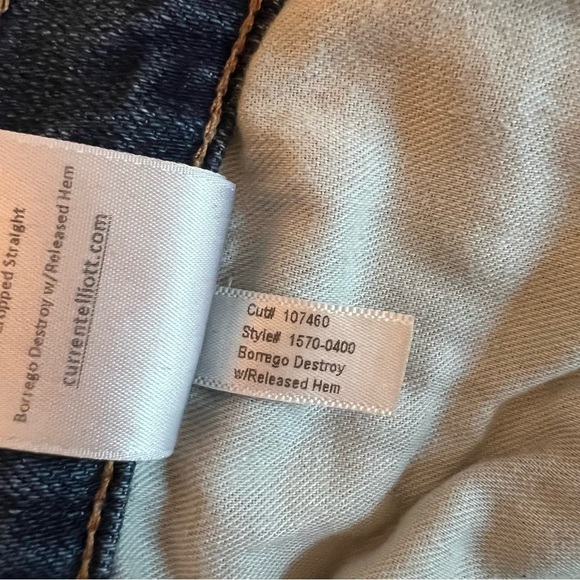 Cropped Straight
Borrego Destroy w/Released Hem
currentelliott.com
Cut# 107460
Style# 1570-0400
Borrego Destroy
w/Released Hem